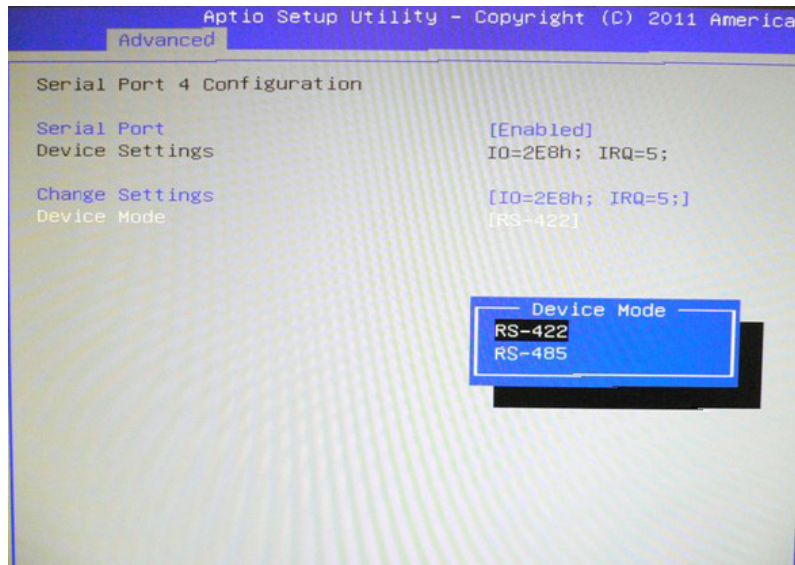 Aptio Setup Utility – Copyright (C) 2011 America
Advanced
Serial Port 4 Configuration
Serial Port [Enabled]
Device Settings IO=2E8h; IRQ=5;
Change Settings [IO=2E8h; IRQ=5;]
Device Mode [RS-422]
Device Mode
RS-422
RS-485